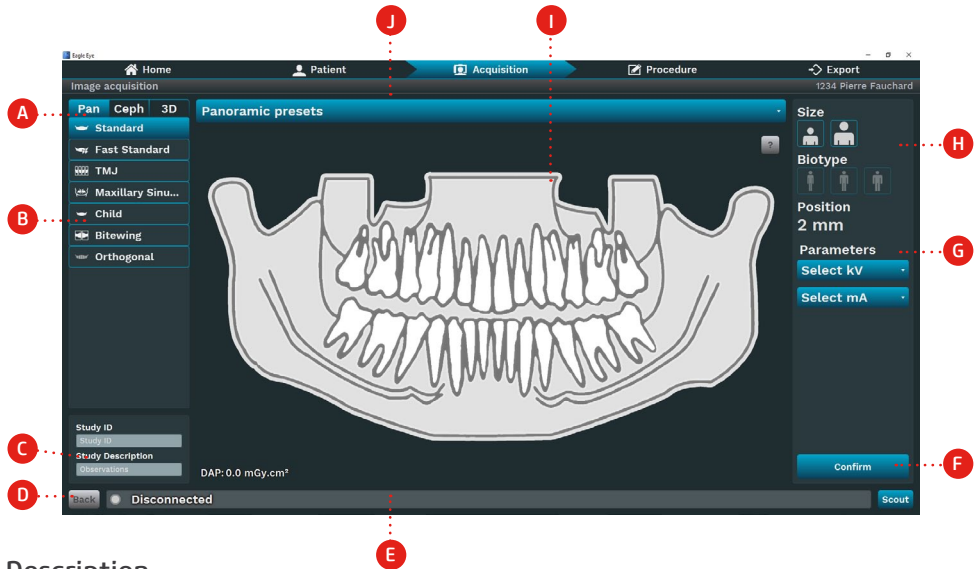 J
I
Eagle Eye
Home Patient Acquisition Procedure Export
Image acquisition 1234 Pierre Fauchard
A
Pan Ceph 3D
Panoramic presets
Standard
Fast Standard
TMJ
Maxillary Sinu...
B
Child
Bitewing
Orthogonal
?
Size
H
Biotype
Position
2 mm
G
Parameters
Select kV
Select mA
Study ID
Study ID
C
Study Description
Observations
DAP: 0.0 mGy.cm²
Confirm
F
D
Back Disconnected Scout
E
Description